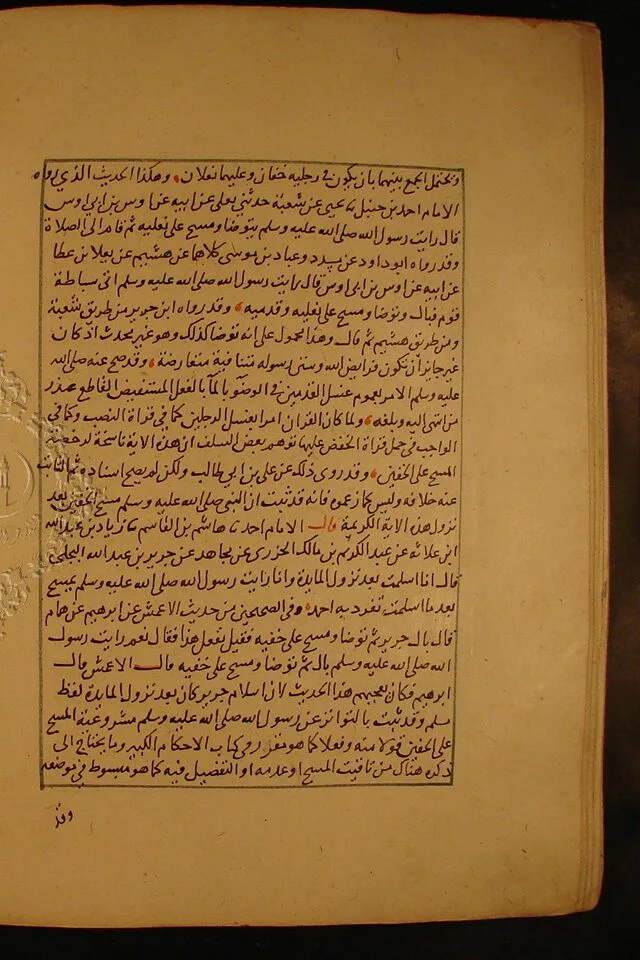 ويحتمل الجمع بينهما بان يكون في رجليه خفان وعليهما نعلان وهكذا الحديث الذي رواه
الامام احمد بن حنبل ثنا يحيى عن شعبة حدثني يعلى عن ابيه عن اوس بن ابي اوس
قال رايت رسول الله صلى الله عليه وسلم يتوضا ومسح على نعليه ثم قام الى الصلاة
وقد رواه ابو داود عن مسدد وعباد بن موسى كلاهما عن هشيم عن يعلا بن عطا
عن ابيه عن اوس بن ابي اوس قال رايت رسول الله صلى الله عليه وسلم اتى سباطة
قوم فبال وتوضا ومسح على نعليه وقدميه وقد رواه ابن جرير من طريق شعبة
ومن طريق هشيم ثم قال وهذا محمول على انه توضا كذلك وهو غير محدث اذ كان
غير جايز ان تكون فرايض الله وسنن رسوله متنافية متعارضة وقد صح عنه صلى الله
عليه وسلم الامر بعموم غسل القدمين في الوضوء بالماء بالفعل المستفيض القاطع عذر
من انتهى اليه وبلغه ولما كان القران امرا بغسل الرجلين كما في قراة النصب وكما في
الواجب في حمل قراة الخفض عليها توهم بعض السلف ان هذه الاية ناسخة لرخصة
المسح على الخفين وقد روي ذلك عن علي بن ابي طالب ولكن لم يصح اسناده ثم الثابت
عنه خلافه وليس كما زعموه فانه قد ثبت ان النبي صلى الله عليه وسلم مسح الخفين بعد
نزول هذه الاية الكريمة قال الامام احمد ثنا هاشم بن القاسم ثنا زياد بن عبد الله
ابن علاثه عن عبد الكريم بن مالك الجزري عن مجاهد عن جرير بن عبد الله البجلي
قال انا اسلمت بعد نزول المايدة وانا رايت رسول الله صلى الله عليه وسلم يمسح
بعد ما اسلمت تفرد به احمد وفي الصحيحين من حديث الاعمش عن ابرهيم عن همام
قال بال جرير ثم توضا ومسح على خفيه فقيل تفعل هذا فقال نعم رايت رسول
الله صلى الله عليه وسلم بال ثم توضا ومسح على خفيه قال الاعمش قال
ابرهيم فكان يعجبهم هذا الحديث لان اسلام جرير كان بعد نزول المايدة لفظ
مسلم وقد ثبت بالتواتر عن رسول الله صلى الله عليه وسلم مشروعية المسح
على الخفين قولا منه وفعلا كما هو مقرر في كتاب الاحكام الكبير وما يحتاج الى
ذكره هناك من تاقيت المسح او عدمه او التفصيل فيه كما هو مبسوط في موضعه
وقد